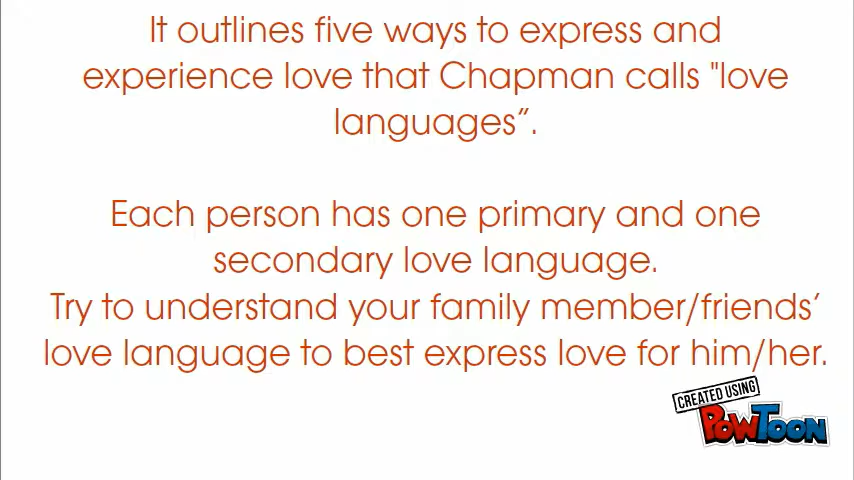 It outlines five ways to express and
experience love that Chapman calls "love
languages”.
Each person has one primary and one
secondary love language.
Try to understand your family member/friends’
love language to best express love for him/her.
CREATED USING
POWTOON